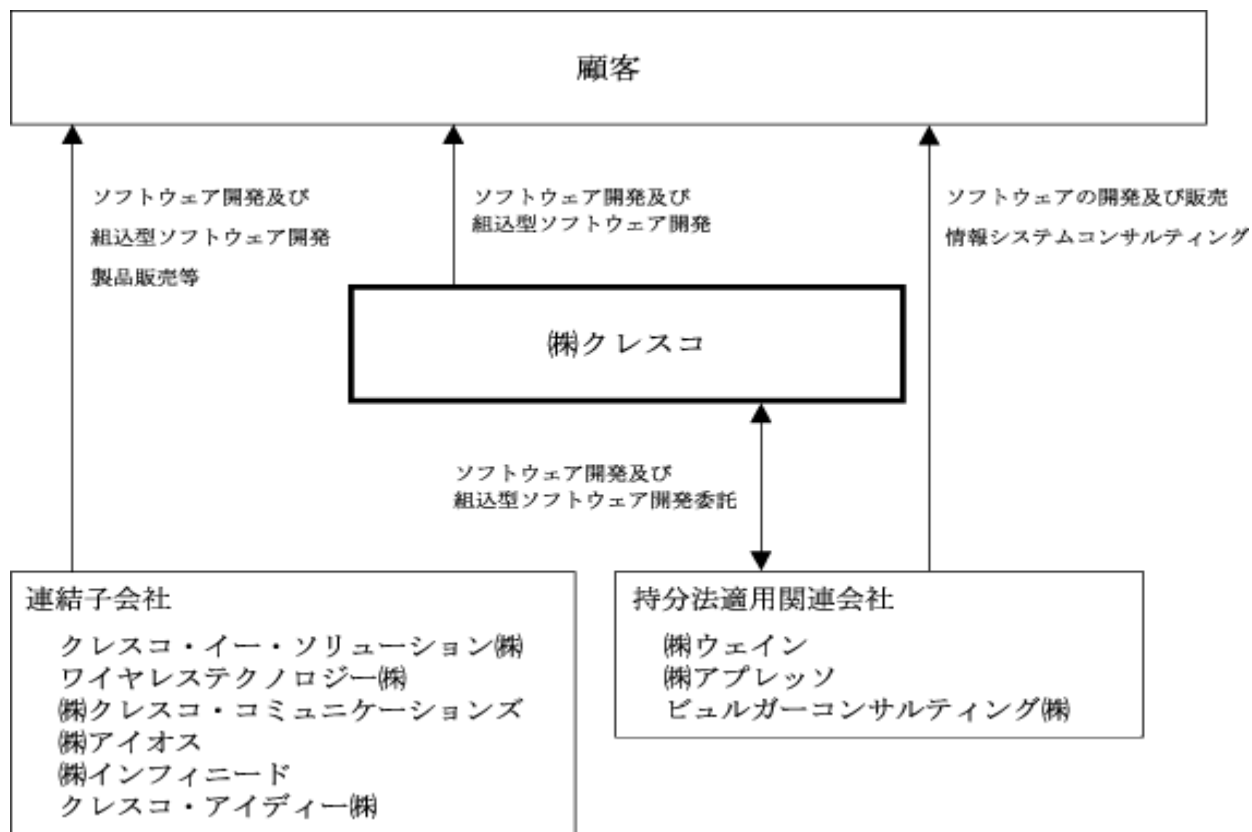 顧客
ソフトウェア開発及び
組込型ソフトウェア開発
製品販売等
ソフトウェア開発及び
組込型ソフトウェア開発
ソフトウェアの開発及び販売
情報システムコンサルティング
㈱クレスコ
ソフトウェア開発及び
組込型ソフトウェア開発委託
連結子会社
クレスコ・イー・ソリューション㈱
ワイヤレステクノロジー㈱
㈱クレスコ・コミュニケーションズ
㈱アイオス
㈱インフィニード
クレスコ・アイディー㈱
持分法適用関連会社
㈱ウェイン
㈱アプレッソ
ビュルガーコンサルティング㈱